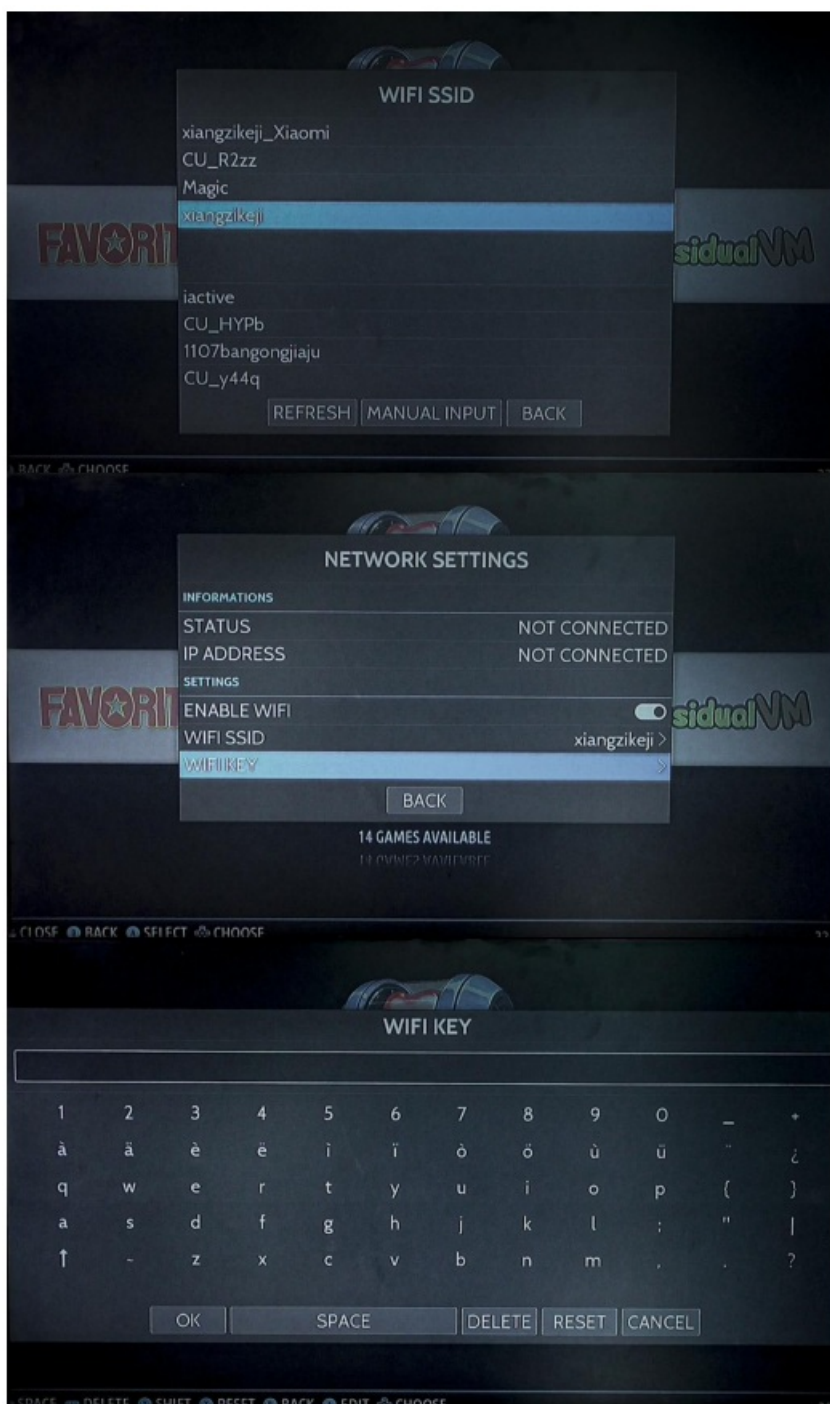 WIFI SSID
xiangzikeji_Xiaomi
CU_R2zz
Magic
xiangzikeji
FAVORIT
sidualVM
iactive
CU_HYPb
1107bangongjiaju
CU_y44q
REFRESH MANUAL INPUT BACK
BACK CHOOSE
NETWORK SETTINGS
INFORMATIONS
STATUS NOT CONNECTED
IP ADDRESS NOT CONNECTED
SETTINGS
ENABLE WIFI
FAVORIT
sidualVM
WIFI SSID xiangzikeji >
WIFI KEY >
BACK
14 GAMES AVAILABLE
CLOSE BACK SELECT CHOOSE
WIFI KEY
1 2 3 4 5 6 7 8 9 0 _ +
à ä è ë ì ï ò ö ù ü ¨ ¿
q w e r t y u i o p { }
a s d f g h j k l ; " |
↑ ~ z x c v b n m , . ?
OK SPACE DELETE RESET CANCEL
SPACE DELETE SHIFT RESET BACK EDIT CHOOSE